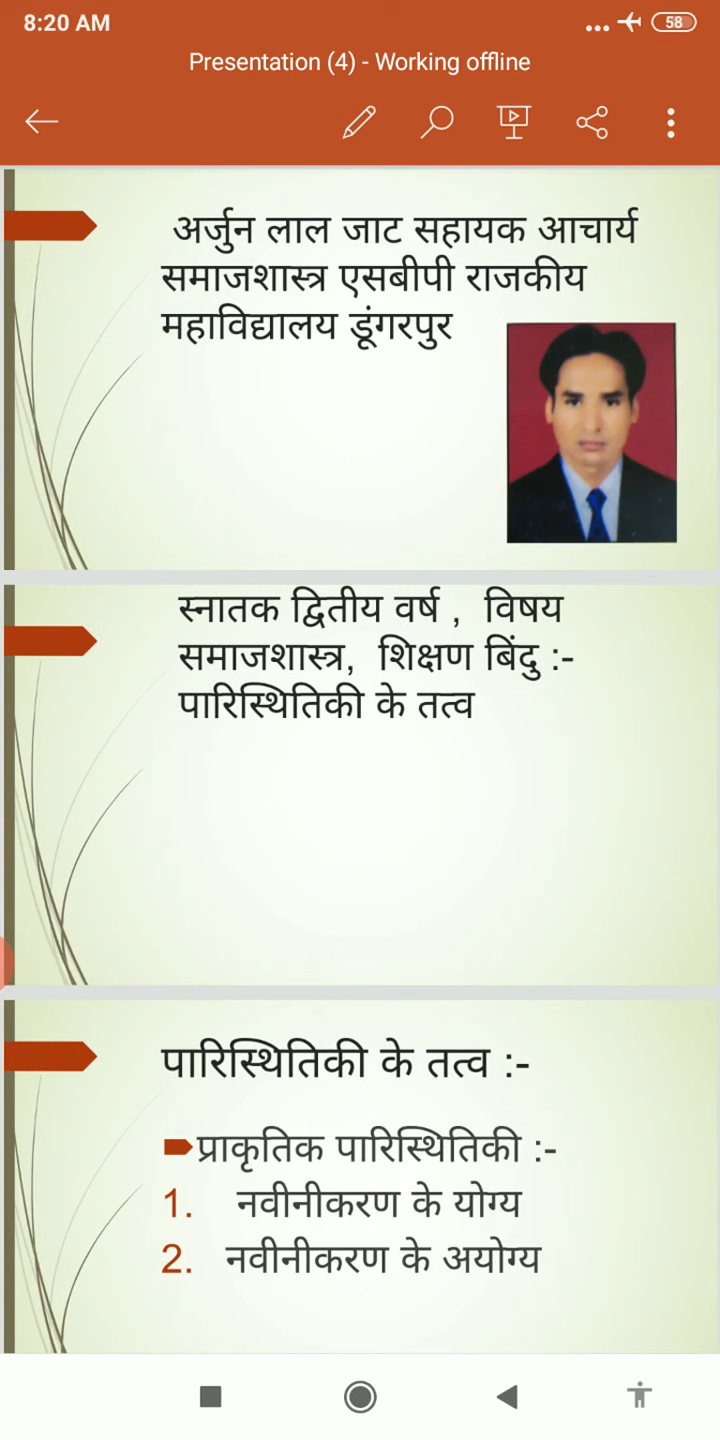 8:20 AM
58
Presentation (4) - Working offline
अर्जुन लाल जाट सहायक आचार्य
समाजशास्त्र एसबीपी राजकीय
महाविद्यालय डूंगरपुर
स्नातक द्वितीय वर्ष , विषय
समाजशास्त्र, शिक्षण बिंदु :-
पारिस्थितिकी के तत्व
पारिस्थितिकी के तत्व :-
प्राकृतिक पारिस्थितिकी :-
1. नवीनीकरण के योग्य
2. नवीनीकरण के अयोग्य